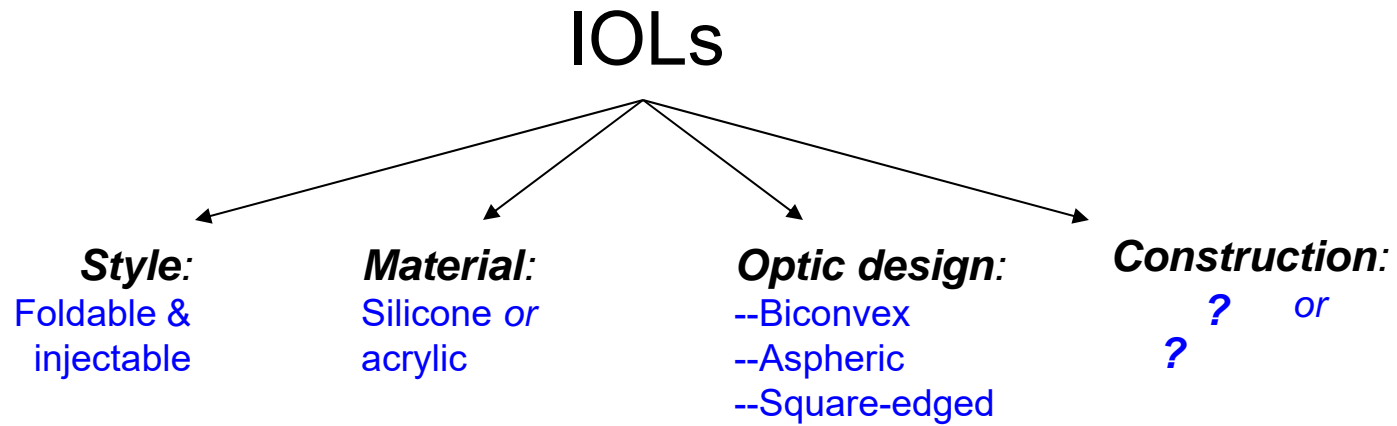 IOLs
Style:
Foldable &
injectable
Material:
Silicone or
acrylic
Optic design:
--Biconvex
--Aspheric
--Square-edged
Construction:
? or
?